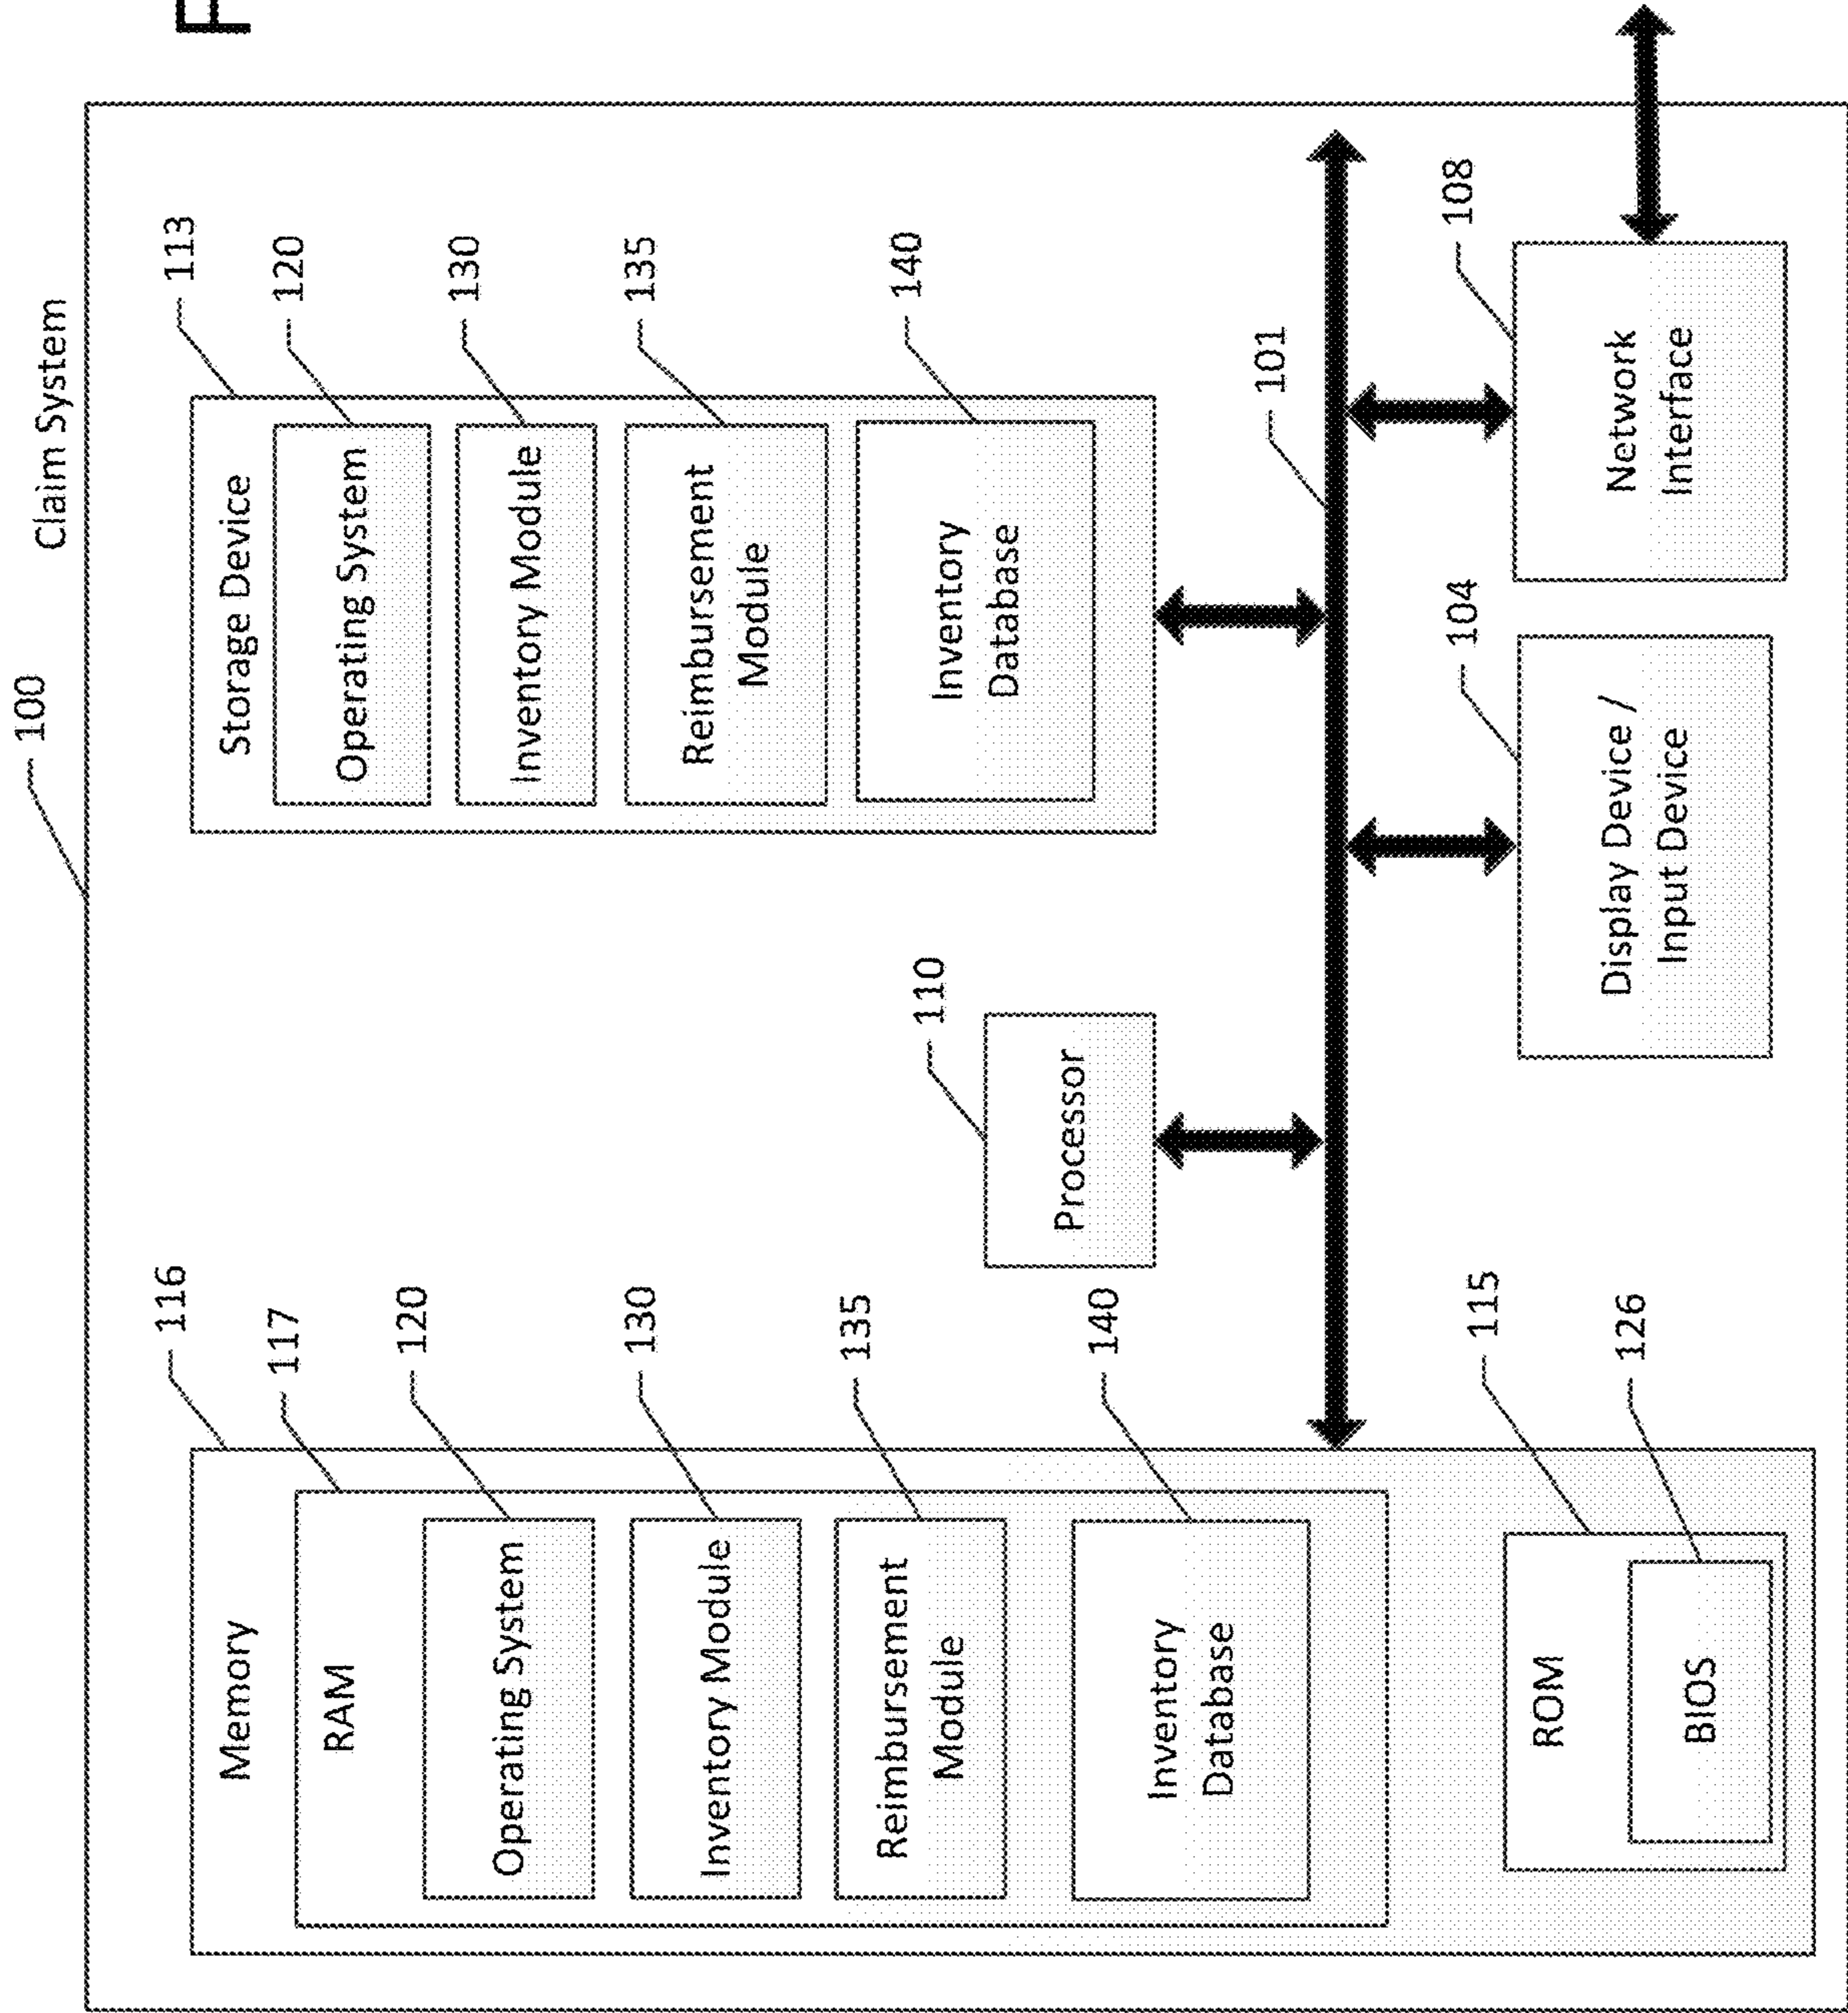 F
100
Claim System
116
Memory
117
RAM
120
Operating System
130
Inventory Module
135
Reimbursement
Module
140
Inventory
Database
115
ROM
126
BIOS
110
Processor
113
Storage Device
120
Operating System
130
Inventory Module
135
Reimbursement
Module
140
Inventory
Database
101
104
Display Device /
Input Device
108
Network
Interface